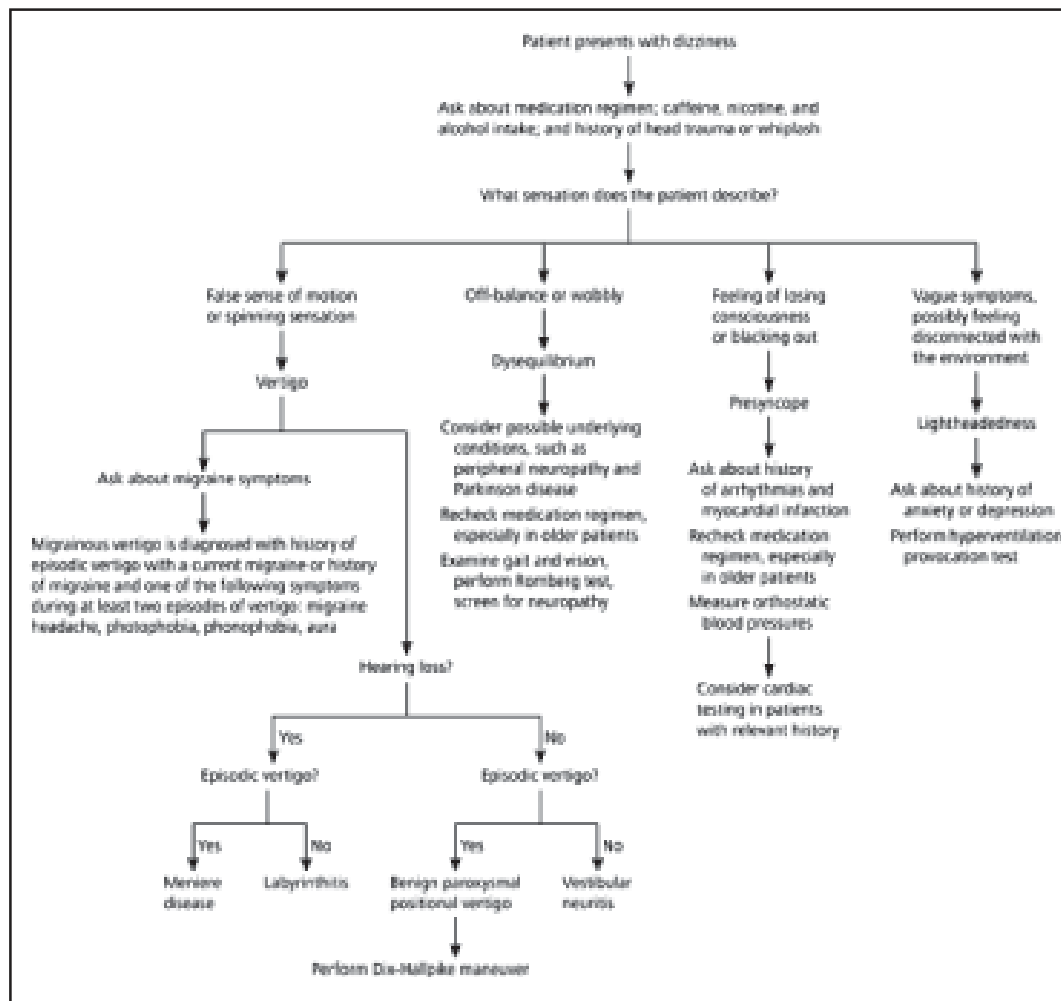 Patient presents with dizziness
Ask about medication regimen; caffeine, nicotine, and
alcohol intake; and history of head trauma or whiplash
What sensation does the patient describe?
False sense of motion
or spinning sensation
Vertigo
Ask about migraine symptoms
Migrainous vertigo is diagnosed with history of
episodic vertigo with a current migraine or history
of migraine and one of the following symptoms
during at least two episodes of vertigo: migraine
headache, photophobia, phonophobia, aura
Off-balance or wobbly
Dysequilibrium
Consider possible underlying
conditions, such as
peripheral neuropathy and
Parkinson disease
Recheck medication regimen,
especially in older patients
Examine gait and vision,
perform Romberg test,
screen for neuropathy
Feeling of losing
consciousness
or blacking out
Presyncope
Ask about history
of arrhythmias and
myocardial infarction
Recheck medication
regimen, especially
in older patients
Measure orthostatic
blood pressures
Consider cardiac
testing in patients
with relevant history
Vague symptoms,
possibly feeling
disconnected with
the environment
Lightheadedness
Ask about history of
anxiety or depression
Perform hyperventilation
provocation test
Hearing loss?
Yes
No
Episodic vertigo?
Episodic vertigo?
Yes
No
Yes
No
Meniere
disease
Labyrinthitis
Benign paroxysmal
positional vertigo
Vestibular
neuritis
Perform Dix-Hallpike maneuver